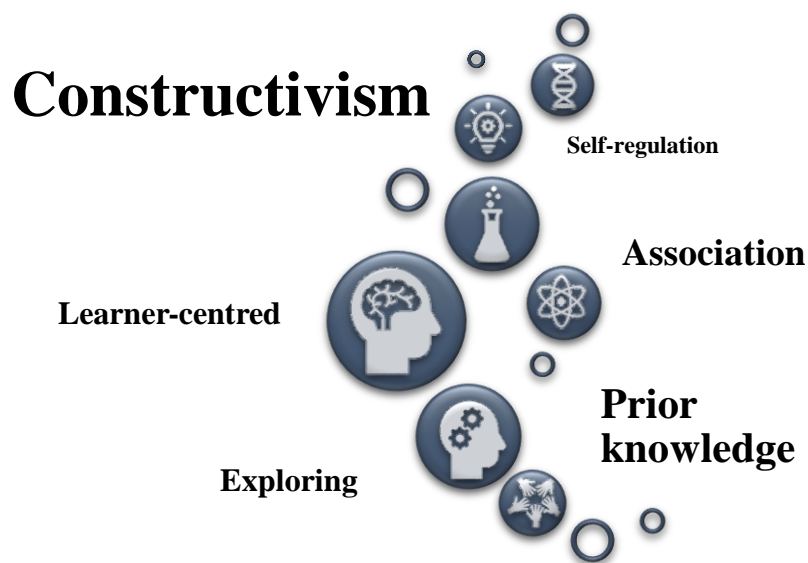 Constructivism
Self-regulation
Association
Learner-centred
Prior
knowledge
Exploring